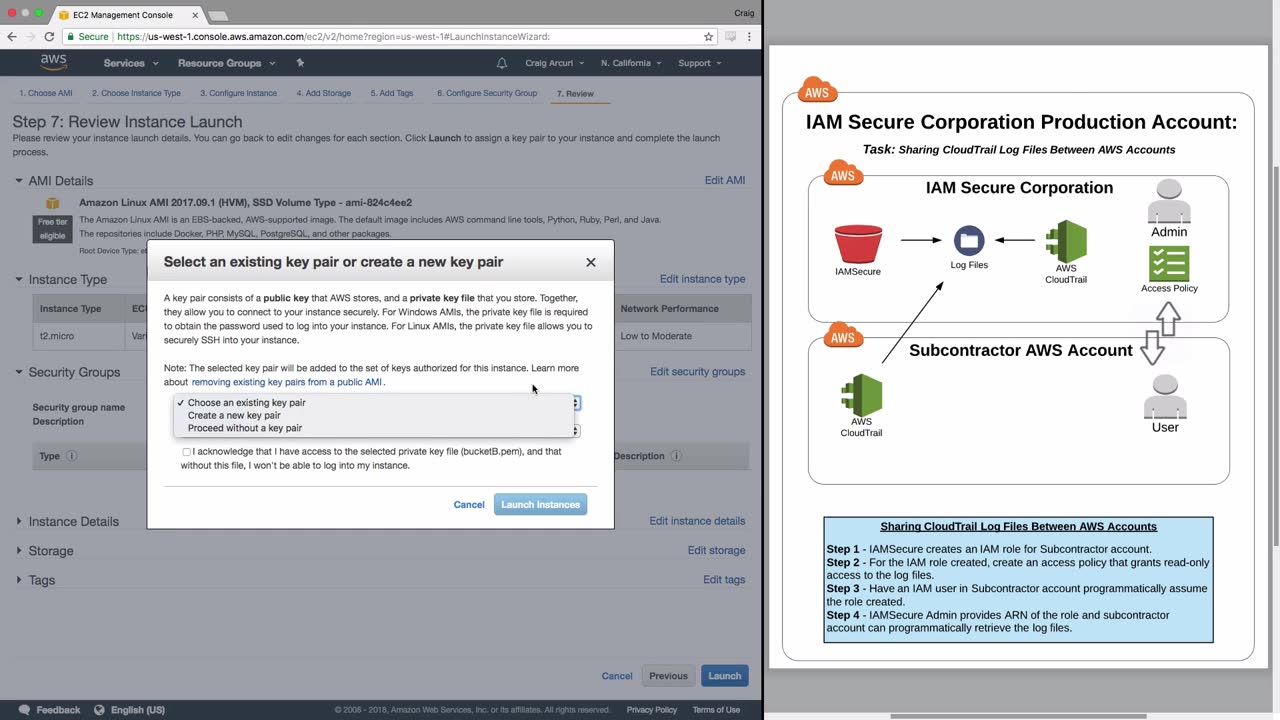 EC2 Management Console
Craig
Secure
https://us-west-1.console.aws.amazon.com/ec2/v2/home?region=us-west-1#LaunchInstanceWizard:
aws
Services
Resource Groups
Craig Arcuri
N. California
Support
1. Choose AMI
2. Choose Instance Type
3. Configure Instance
4. Add Storage
5. Add Tags
6. Configure Security Group
7. Review
Step 7: Review Instance Launch
Please review your instance launch details. You can go back to edit changes for each section. Click Launch to assign a key pair to your instance and complete the launch
process.
AMI Details
Edit AMI
Amazon Linux AMI 2017.09.1 (HVM), SSD Volume Type - ami-824c4ee2
Free tier
eligible
The Amazon Linux AMI is an EBS-backed, AWS-supported image. The default image includes AWS command line tools, Python, Ruby, Perl, and Java.
The repositories include Docker, PHP, MySQL, PostgreSQL, and other packages.
Root Device Type:
Instance Type
Edit instance type
Instance Type
Network Performance
t2.micro
Low to Moderate
Security Groups
Edit security groups
Security group name
Description
Type
Description
Instance Details
Edit instance details
Storage
Edit storage
Tags
Edit tags
Select an existing key pair or create a new key pair
A key pair consists of a public key that AWS stores, and a private key file that you store. Together,
they allow you to connect to your instance securely. For Windows AMIs, the private key file is required
to obtain the password used to log into your instance. For Linux AMIs, the private key file allows you to
securely SSH into your instance.
Note: The selected key pair will be added to the set of keys authorized for this instance. Learn more
about removing existing key pairs from a public AMI.
✓ Choose an existing key pair
Create a new key pair
Proceed without a key pair
I acknowledge that I have access to the selected private key file (bucketB.pem), and that
without this file, I won't be able to log into my instance.
Cancel
Launch Instances
Cancel
Previous
Launch
Feedback
English (US)
© 2008 - 2018, Amazon Web Services, Inc. or its affiliates. All rights reserved.
Privacy Policy
Terms of Use
AWS
IAM Secure Corporation Production Account:
Task: Sharing CloudTrail Log Files Between AWS Accounts
AWS
IAM Secure Corporation
Admin
IAMSecure
Log Files
AWS
CloudTrail
Access Policy
AWS
Subcontractor AWS Account
AWS
CloudTrail
User
Sharing CloudTrail Log Files Between AWS Accounts
Step 1 - IAMSecure creates an IAM role for Subcontractor account.
Step 2 - For the IAM role created, create an access policy that grants read-only
access to the log files.
Step 3 - Have an IAM user in Subcontractor account programmatically assume
the role created.
Step 4 - IAMSecure Admin provides ARN of the role and subcontractor
account can programmatically retrieve the log files.